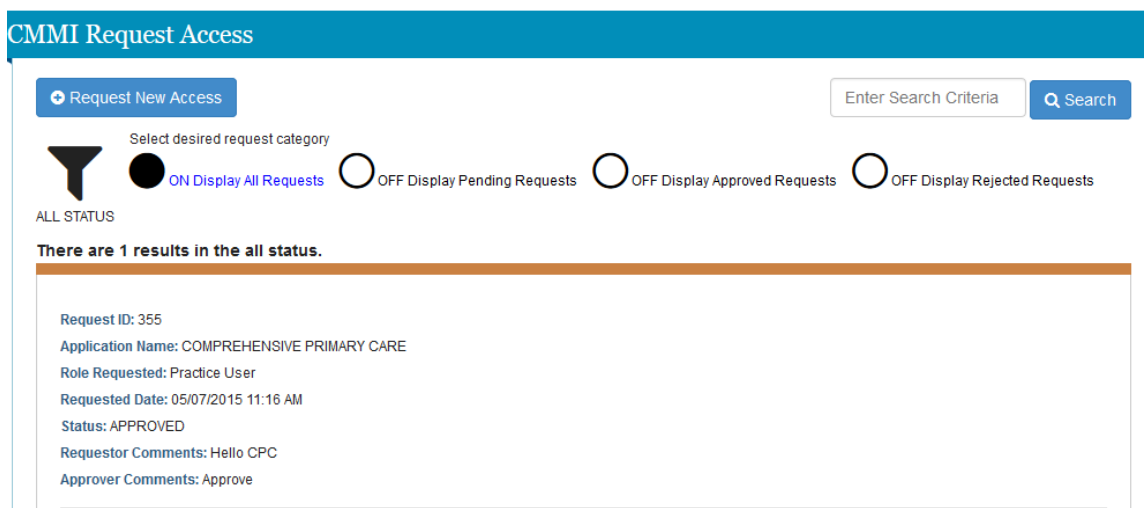 CMMI Request Access
Request New Access
Enter Search Criteria
Search
Select desired request category
ON Display All Requests
OFF Display Pending Requests
OFF Display Approved Requests
OFF Display Rejected Requests
ALL STATUS
There are 1 results in the all status.
Request ID: 355
Application Name: COMPREHENSIVE PRIMARY CARE
Role Requested: Practice User
Requested Date: 05/07/2015 11:16 AM
Status: APPROVED
Requestor Comments: Hello CPC
Approver Comments: Approve